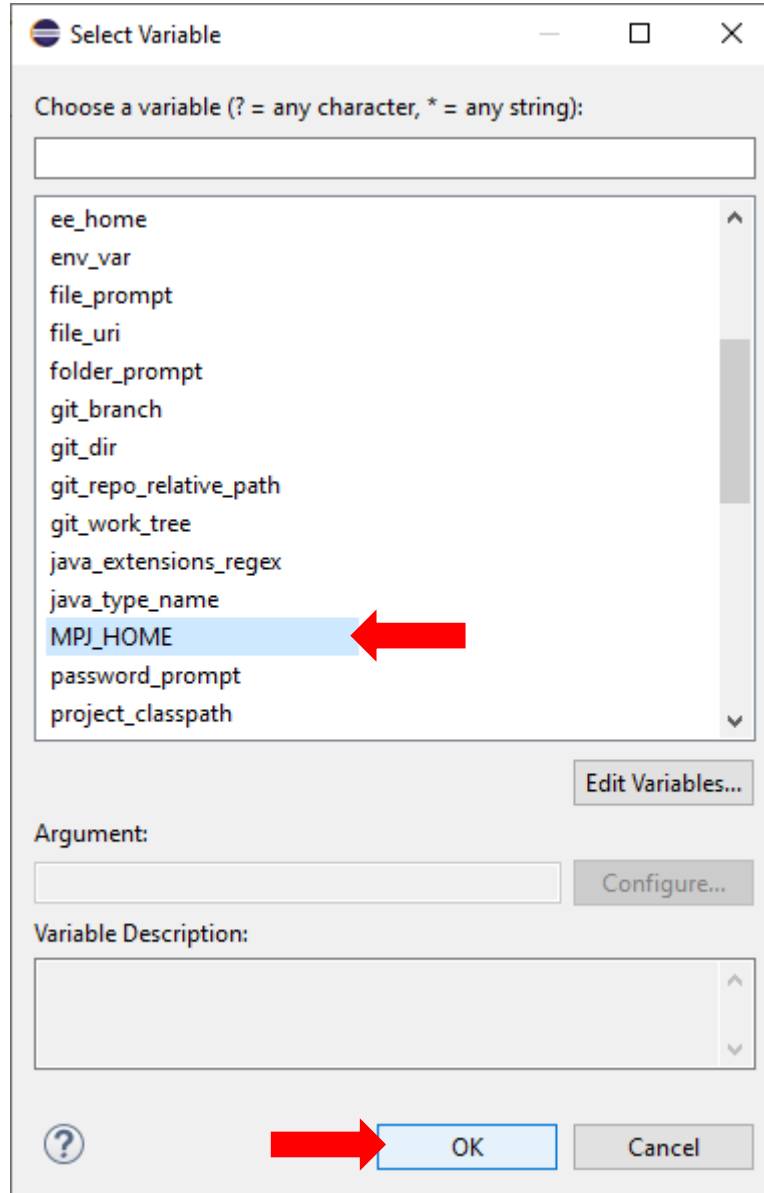 Select Variable
Choose a variable (? = any character, * = any string):
ee_home
env_var
file_prompt
file_uri
folder_prompt
git_branch
git_dir
git_repo_relative_path
git_work_tree
java_extensions_regex
java_type_name
MPJ_HOME
password_prompt
project_classpath
Edit Variables...
Argument:
Configure...
Variable Description:
?
OK Cancel